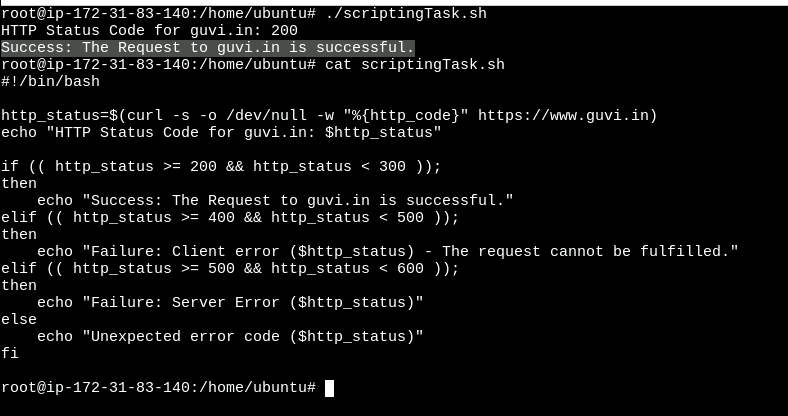 root@ip-172-31-83-140:/home/ubuntu# ./scriptingTask.sh
HTTP Status Code for guvi.in: 200
Success: The Request to guvi.in is successful.
root@ip-172-31-83-140:/home/ubuntu# cat scriptingTask.sh
#!/bin/bash

http_status=$(curl -s -o /dev/null -w "%{http_code}" https://www.guvi.in)
echo "HTTP Status Code for guvi.in: $http_status"

if (( http_status >= 200 && http_status < 300 ));
then
    echo "Success: The Request to guvi.in is successful."
elif (( http_status >= 400 && http_status < 500 ));
then
    echo "Failure: Client error ($http_status) - The request cannot be fulfilled."
elif (( http_status >= 500 && http_status < 600 ));
then
    echo "Failure: Server Error ($http_status)"
else
    echo "Unexpected error code ($http_status)"
fi

root@ip-172-31-83-140:/home/ubuntu#